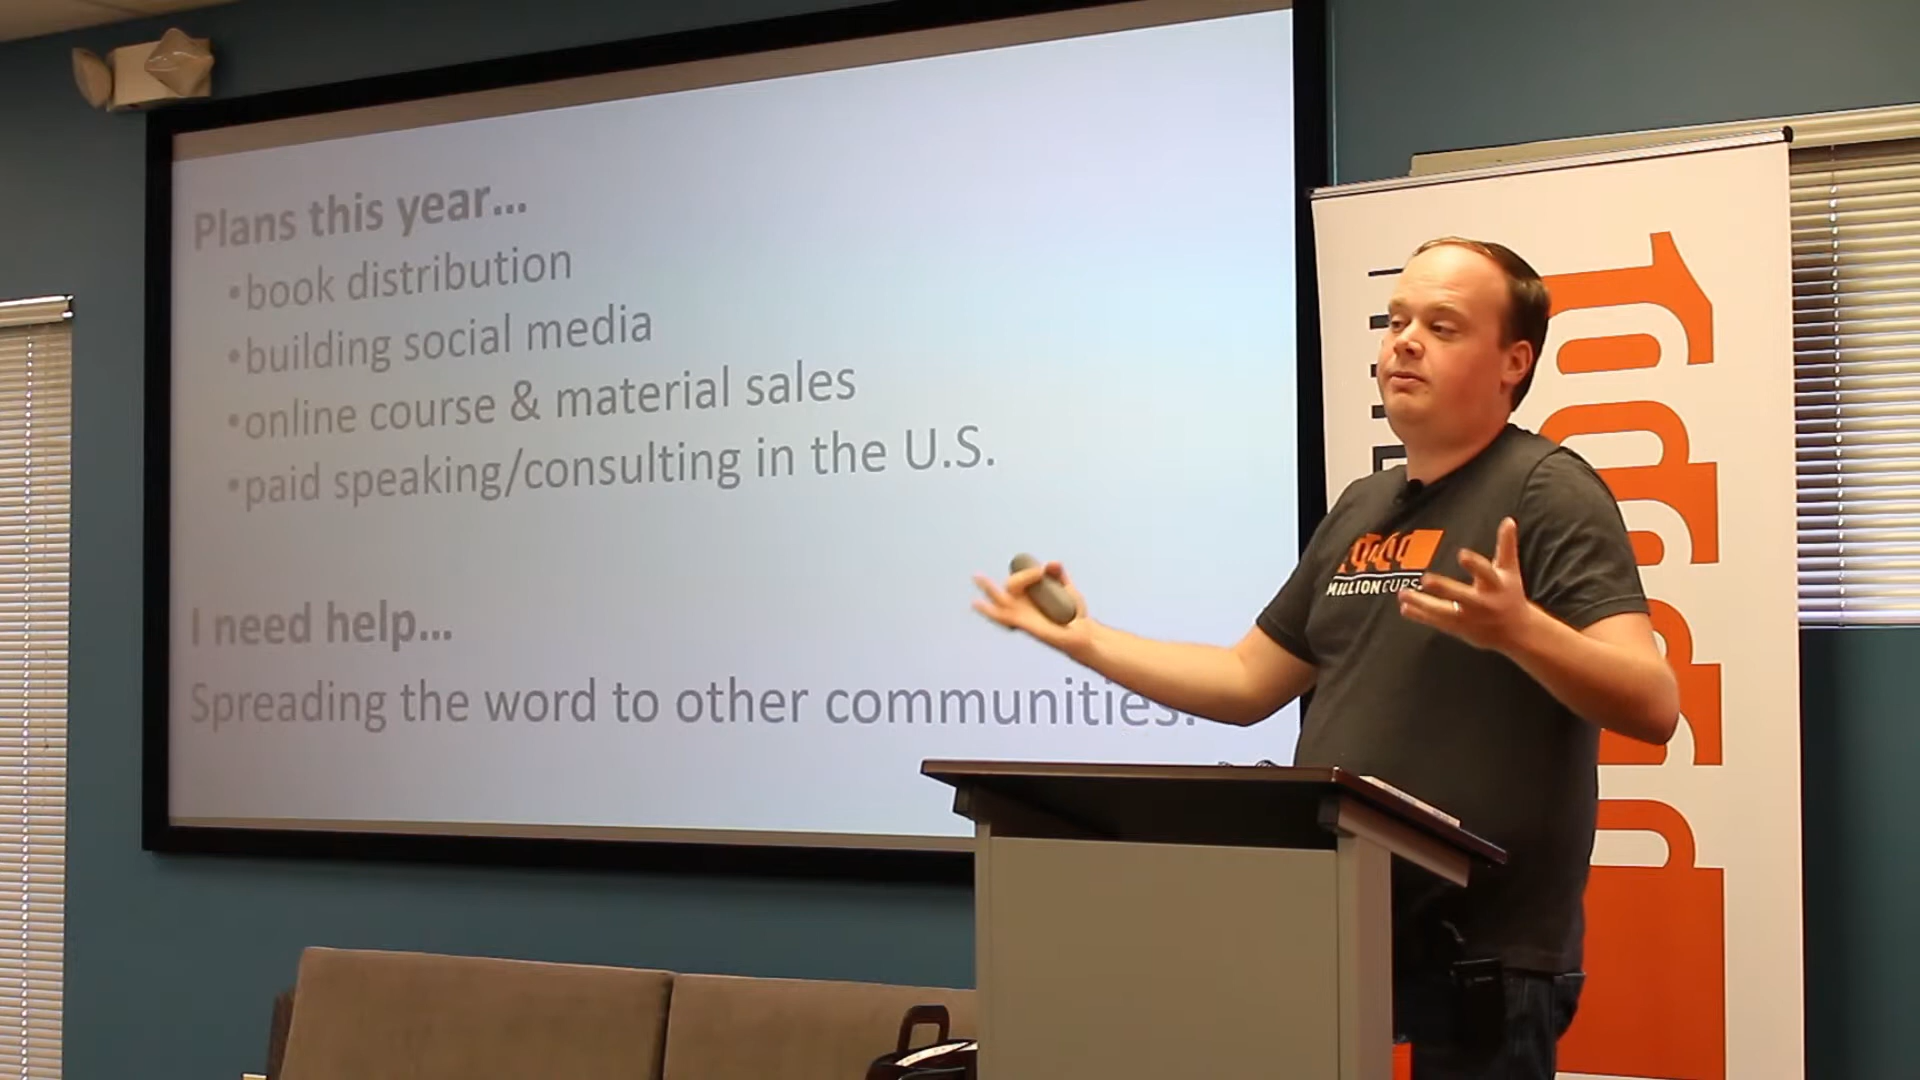 Plans this year...
•book distribution
•building social media
•online course & material sales
•paid speaking/consulting in the U.S.
I need help...
Spreading the word to other communities.
MILLIONCUPS